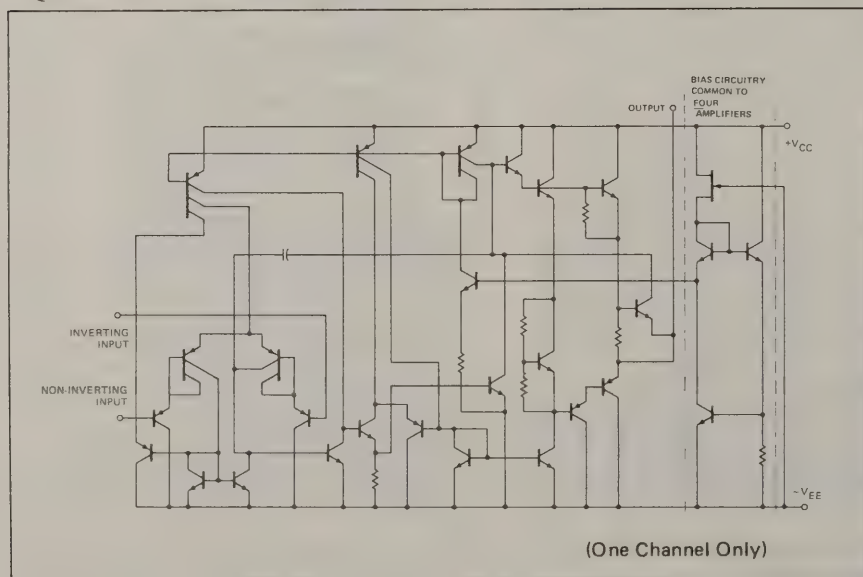 BIAS CIRCUITRY
COMMON TO
FOUR
AMPLIFIERS
OUTPUT
+VCC
INVERTING
INPUT
NON-INVERTING
INPUT
-VEE
(One Channel Only)